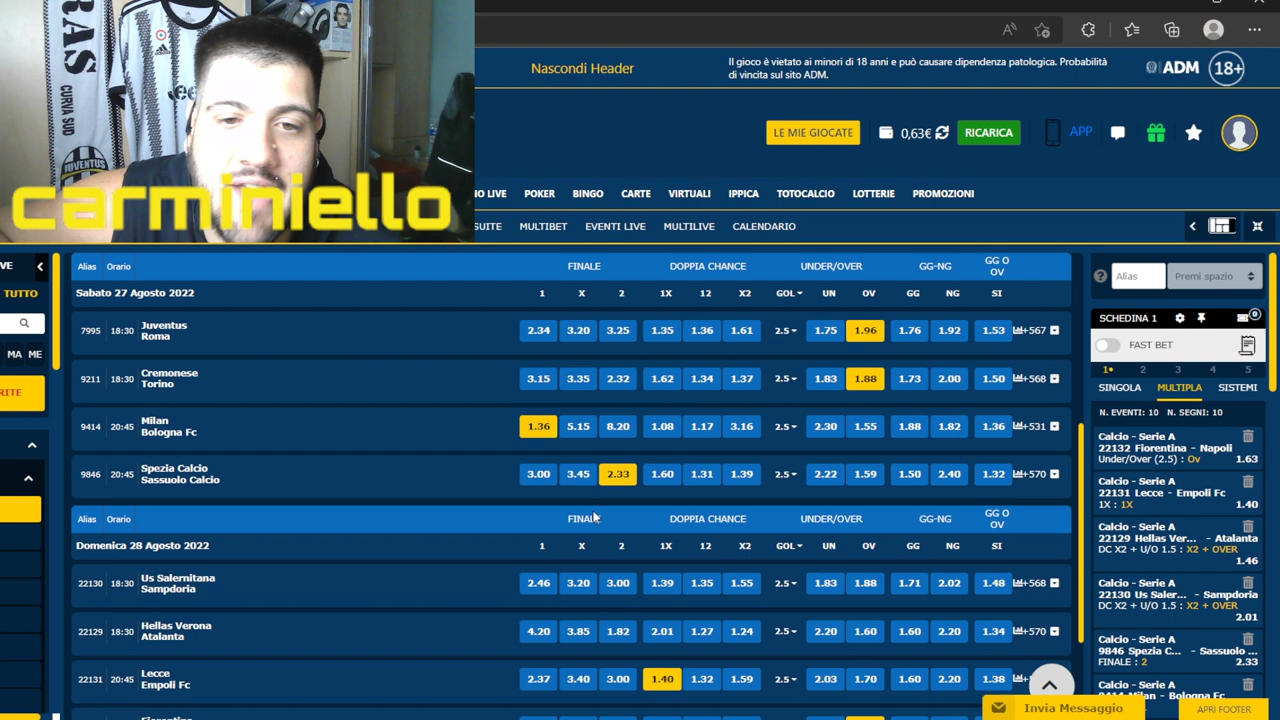 RAS
CURVA SUD
JUVENTUS
Jeep
carminiello
Nascondi Header
Il gioco è vietato ai minori di 18 anni e può causare dipendenza patologica. Probabilità
di vincita sul sito ADM.
ADM
18+
LE MIE GIOCATE
0,63€
RICARICA
APP
NO LIVE POKER BINGO CARTE VIRTUALI IPPICA TOTOCALCIO LOTTERIE PROMOZIONI
SUITE MULTIBET EVENTI LIVE MULTILIVE CALENDARIO
VE
TUTTO
MA ME
RITE
Alias Orario FINALE DOPPIA CHANCE UNDER/OVER GG-NG GG O OV
Sabato 27 Agosto 2022 1 X 2 1X 12 X2 GOL UN OV GG NG SI
7995 18:30 Juventus Roma 2.34 3.20 3.25 1.35 1.36 1.61 2.5 1.75 1.96 1.76 1.92 1.53 +567
9211 18:30 Cremonese Torino 3.15 3.35 2.32 1.62 1.34 1.37 2.5 1.83 1.88 1.73 2.00 1.50 +568
9414 20:45 Milan Bologna Fc 1.36 5.15 8.20 1.08 1.17 3.16 2.5 2.30 1.55 1.88 1.82 1.36 +531
9846 20:45 Spezia Calcio Sassuolo Calcio 3.00 3.45 2.33 1.60 1.31 1.39 2.5 2.22 1.59 1.50 2.40 1.32 +570
Alias Orario FINALE DOPPIA CHANCE UNDER/OVER GG-NG GG O OV
Domenica 28 Agosto 2022 1 X 2 1X 12 X2 GOL UN OV GG NG SI
22130 18:30 Us Salernitana Sampdoria 2.46 3.20 3.00 1.39 1.35 1.55 2.5 1.83 1.88 1.71 2.02 1.48 +568
22129 18:30 Hellas Verona Atalanta 4.20 3.85 1.82 2.01 1.27 1.24 2.5 2.20 1.60 1.60 2.20 1.34 +570
22131 20:45 Lecce Empoli Fc 2.37 3.40 3.00 1.40 1.32 1.59 2.5 2.03 1.70 1.60 2.20 1.38
? Alias Premi spazio
SCHEDINA 1 0
FAST BET
1 2 3 4 5
SINGOLA MULTIPLA SISTEMI
N. EVENTI: 10 N. SEGNI: 10
Calcio - Serie A
22132 Fiorentina - Napoli
Under/Over (2.5) : Ov 1.63
Calcio - Serie A
22131 Lecce - Empoli Fc
1X : 1X 1.40
Calcio - Serie A
22129 Hellas Ver... - Atalanta
DC X2 + U/O 1.5 : X2 + OVER
1.46
Calcio - Serie A
22130 Us Saler... - Sampdoria
DC X2 + U/O 1.5 : X2 + OVER
2.01
Calcio - Serie A
9846 Spezia C... - Sassuolo ...
FINALE : 2 2.33
Calcio - Serie A
9414 Milan - Bologna Fc
Invia Messaggio
APRI FOOTER